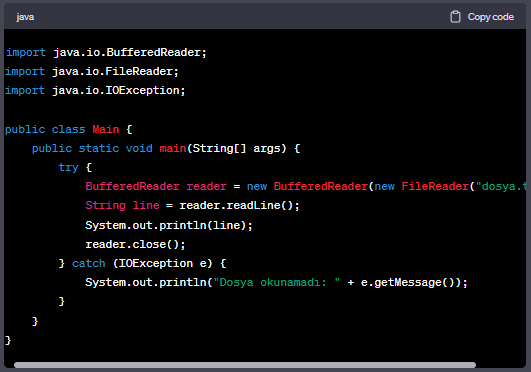 java
Copy code
import java.io.BufferedReader;
import java.io.FileReader;
import java.io.IOException;
public class Main {
public static void main(String[] args) {
try {
BufferedReader reader = new BufferedReader(new FileReader("dosya.t
String line = reader.readLine();
System.out.println(line);
reader.close();
} catch (IOException e) {
System.out.println("Dosya okunamadı: " + e.getMessage());
}
}
}